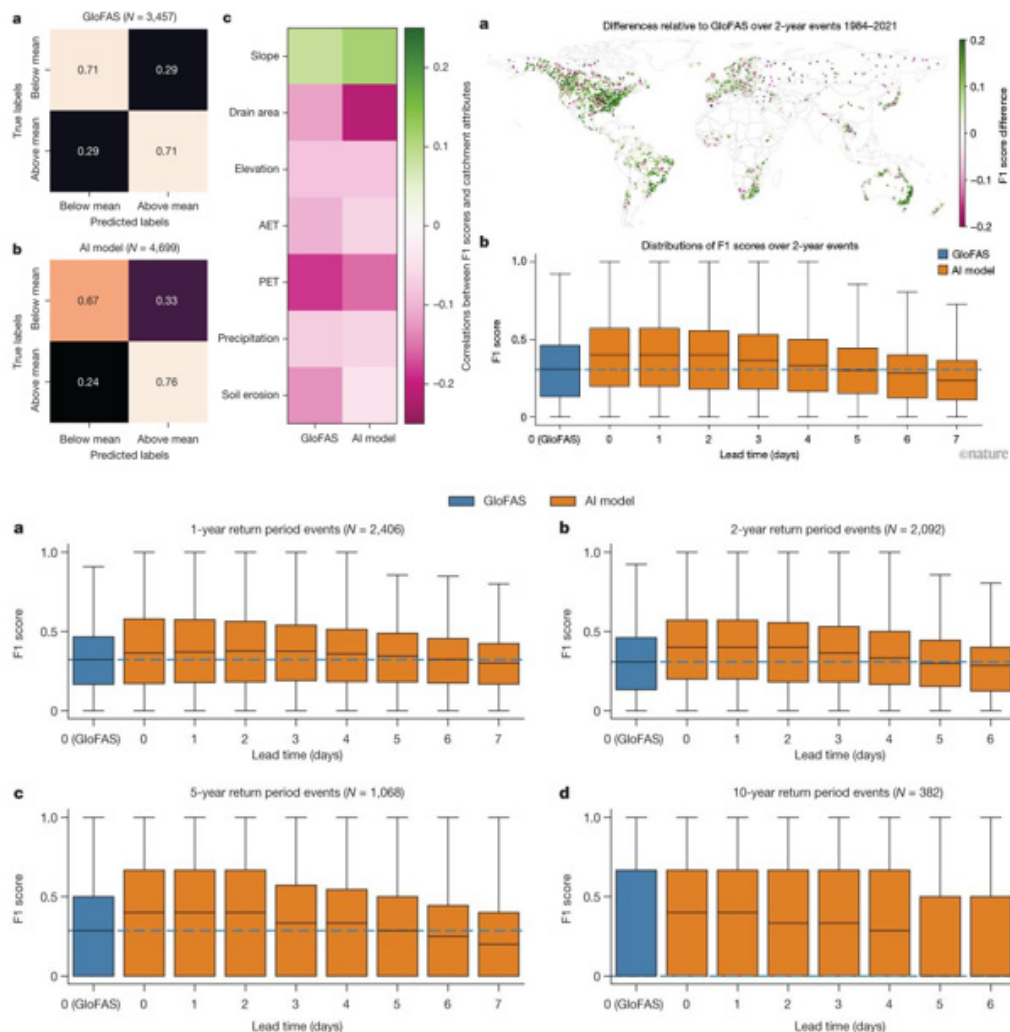 a
GloFAS (N = 3,457)
True labels
Below mean
Above mean
0.71
0.29
0.29
0.71
Below mean
Above mean
Predicted labels
b
AI model (N = 4,699)
True labels
Below mean
Above mean
0.67
0.33
0.24
0.76
Below mean
Above mean
Predicted labels
c
Slope
Drain area
Elevation
AET
PET
Precipitation
Soil erosion
GloFAS
AI model
0.2
0.1
0
−0.1
−0.2
Correlations between F1 scores and catchment attributes
a
Differences relative to GloFAS over 2-year events 1984–2021
0.2
0.1
0
−0.1
−0.2
F1 score difference
b
Distributions of F1 scores over 2-year events
GloFAS
AI model
F1 score
1.0
0.5
0
0 (GloFAS)
0
1
2
3
4
5
6
7
Lead time (days)
©nature
GloFAS
AI model
a
1-year return period events (N = 2,406)
F1 score
1.0
0.5
0
0 (GloFAS)
0
1
2
3
4
5
6
7
Lead time (days)
b
2-year return period events (N = 2,092)
F1 score
1.0
0.5
0
0 (GloFAS)
0
1
2
3
4
5
6
Lead time (days)
c
5-year return period events (N = 1,068)
F1 score
1.0
0.5
0
0 (GloFAS)
0
1
2
3
4
5
6
7
Lead time (days)
d
10-year return period events (N = 382)
F1 score
1.0
0.5
0
0 (GloFAS)
0
1
2
3
4
5
6
Lead time (days)